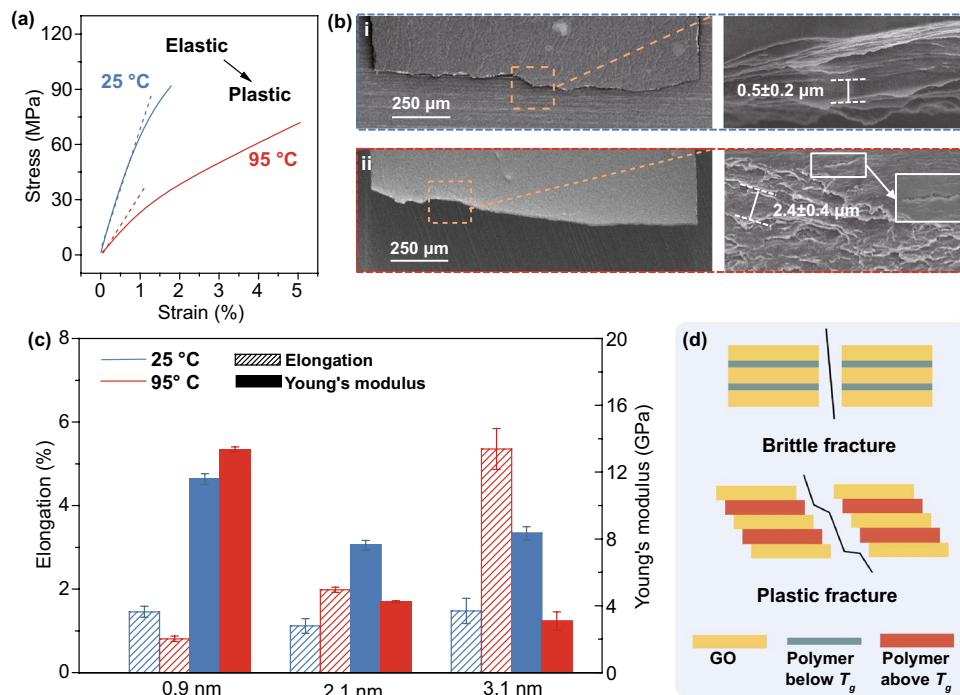 (a)
120
90
60
30
0
Stress (MPa)
Elastic
Plastic
25 °C
95 °C
0 1 2 3 4 5
Strain (%)
(b)
i
250 μm
0.5±0.2 μm
ii
250 μm
2.4±0.4 μm
(c)
8
6
4
2
0
Elongation (%)
25 °C
95° C
Elongation
Young's modulus
20
16
12
8
4
0
Young's modulus (GPa)
0.9 nm 2.1 nm 3.1 nm
(d)
Brittle fracture
Plastic fracture
GO
Polymer
below Tg
Polymer
above Tg